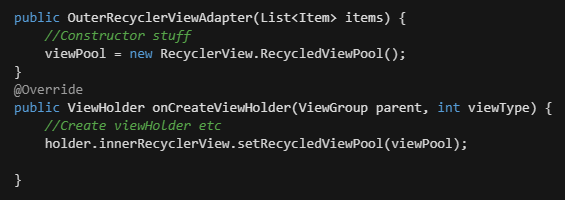 public OuterRecyclerViewAdapter(List<Item> items) {
//Constructor stuff
viewPool = new RecyclerView.RecycledViewPool();
}
@Override
public ViewHolder onCreateViewHolder(ViewGroup parent, int viewType) {
//Create viewHolder etc
holder.innerRecyclerView.setRecycledViewPool(viewPool);
}